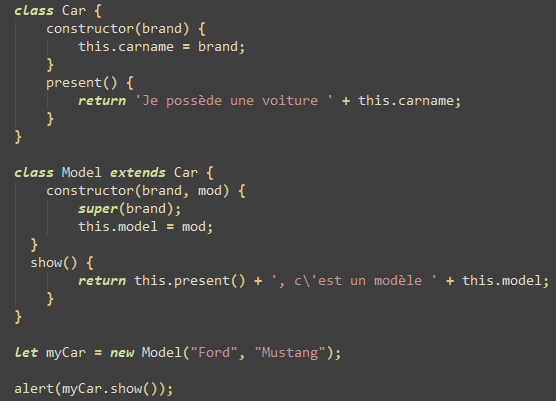 class Car {
    constructor(brand) {
        this.carname = brand;
    }
    present() {
        return 'Je possède une voiture ' + this.carname;
    }
}

class Model extends Car {
    constructor(brand, mod) {
        super(brand);
        this.model = mod;
  }
  show() {
        return this.present() + ', c\'est un modèle ' + this.model;
    }
}

let myCar = new Model("Ford", "Mustang");

alert(myCar.show());